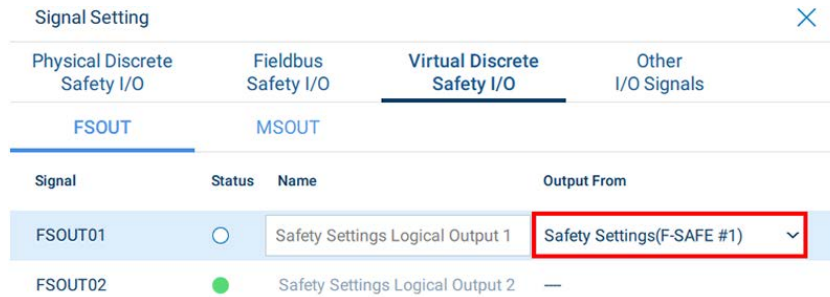 Signal Setting
Physical Discrete Safety I/O
Fieldbus Safety I/O
Virtual Discrete Safety I/O
Other I/O Signals
FSOUT MSOUT
Signal Status Name Output From
FSOUT01 Safety Settings Logical Output 1 Safety Settings(F-SAFE #1)
FSOUT02 Safety Settings Logical Output 2 —